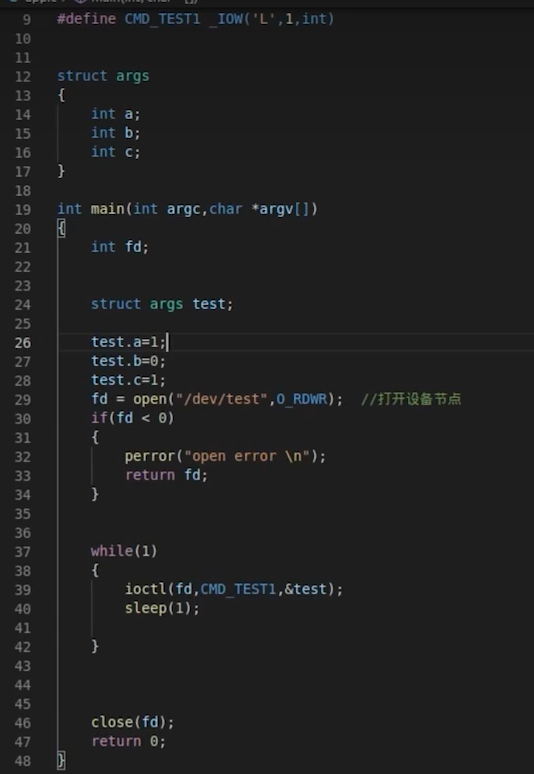 9 #define CMD_TEST1 _IOW('L',1,int)
10
11
12 struct args
13 {
14 int a;
15 int b;
16 int c;
17 }
18
19 int main(int argc,char *argv[])
20 {
21 int fd;
22
23
24 struct args test;
25
26 test.a=1;
27 test.b=0;
28 test.c=1;
29 fd = open("/dev/test",O_RDWR); //打开设备节点
30 if(fd < 0)
31 {
32 perror("open error \n");
33 return fd;
34 }
35
36
37 while(1)
38 {
39 ioctl(fd,CMD_TEST1,&test);
40 sleep(1);
41
42 }
43
44
45
46 close(fd);
47 return 0;
48 }